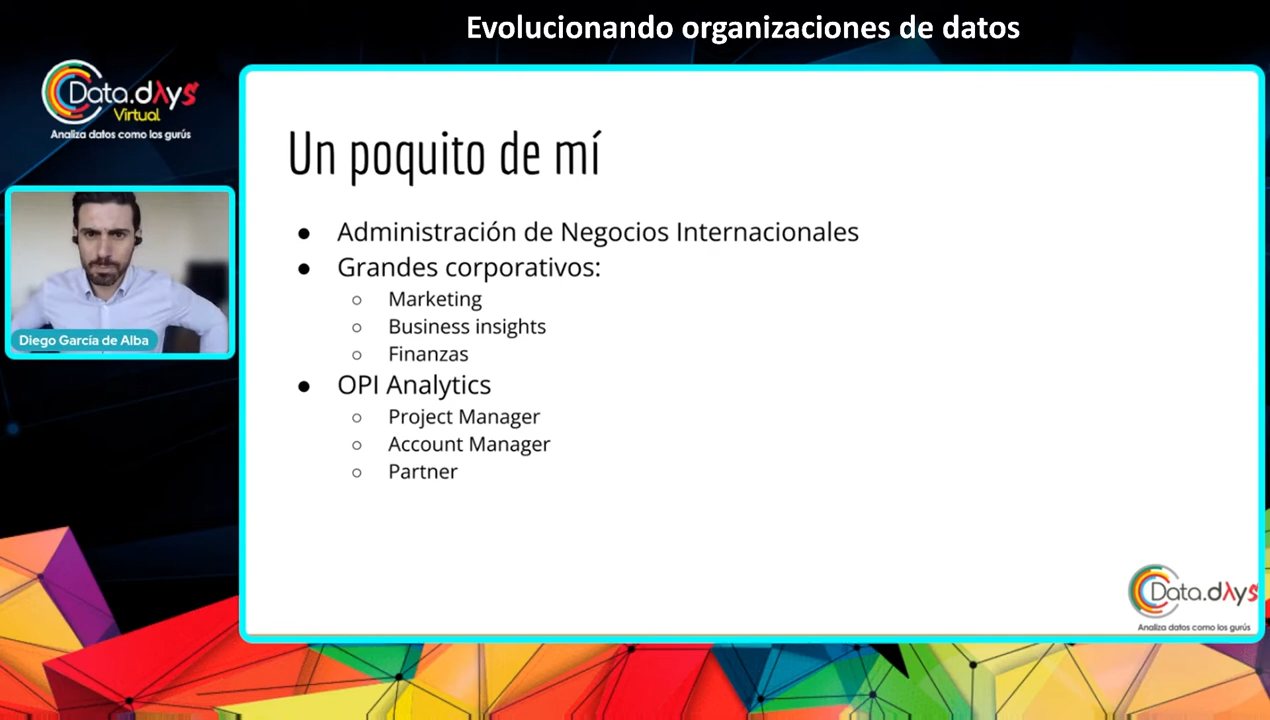 Evolucionando organizaciones de datos
Data.dλys
Virtual
Analiza datos como los gurús
Diego García de Alba
Un poquito de mí
● Administración de Negocios Internacionales
● Grandes corporativos:
○ Marketing
○ Business insights
○ Finanzas
● OPI Analytics
○ Project Manager
○ Account Manager
○ Partner
Data.dλys
Analiza datos como los gurús